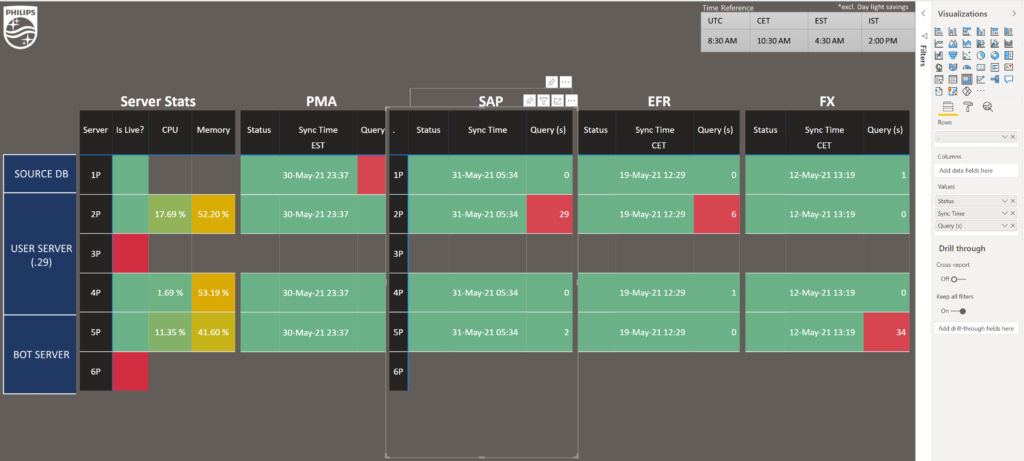 PHILIPS
Time Reference *excl. Day light savings
UTC CET EST IST
8:30 AM 10:30 AM 4:30 AM 2:00 PM
Server Stats PMA SAP EFR FX
Server Is Live? CPU Memory Status Sync Time Query . Status Sync Time Query (s) Status Sync Time Query (s) Status Sync Time Query (s)
EST CET CET
SOURCE DB 1P 30-May-21 23:37 1P 31-May-21 05:34 0 19-May-21 12:29 0 12-May-21 13:19 1
2P 17.69 % 52.20 % 30-May-21 23:37 2P 31-May-21 05:34 29 19-May-21 12:29 6 12-May-21 13:19 0
USER SERVER
(.29)
3P 3P
4P 1.69 % 53.19 % 30-May-21 23:37 4P 31-May-21 05:34 0 19-May-21 12:29 1 12-May-21 13:19 0
5P 11.35 % 41.60 % 30-May-21 23:37 5P 31-May-21 05:34 2 19-May-21 12:29 0 12-May-21 13:19 34
BOT SERVER
6P 6P
Filters
Visualizations
Rows
.
Columns
Add data fields here
Values
Status
Sync Time
Query (s)
Drill through
Cross-report
Off
Keep all filters
On
Add drill-through fields here